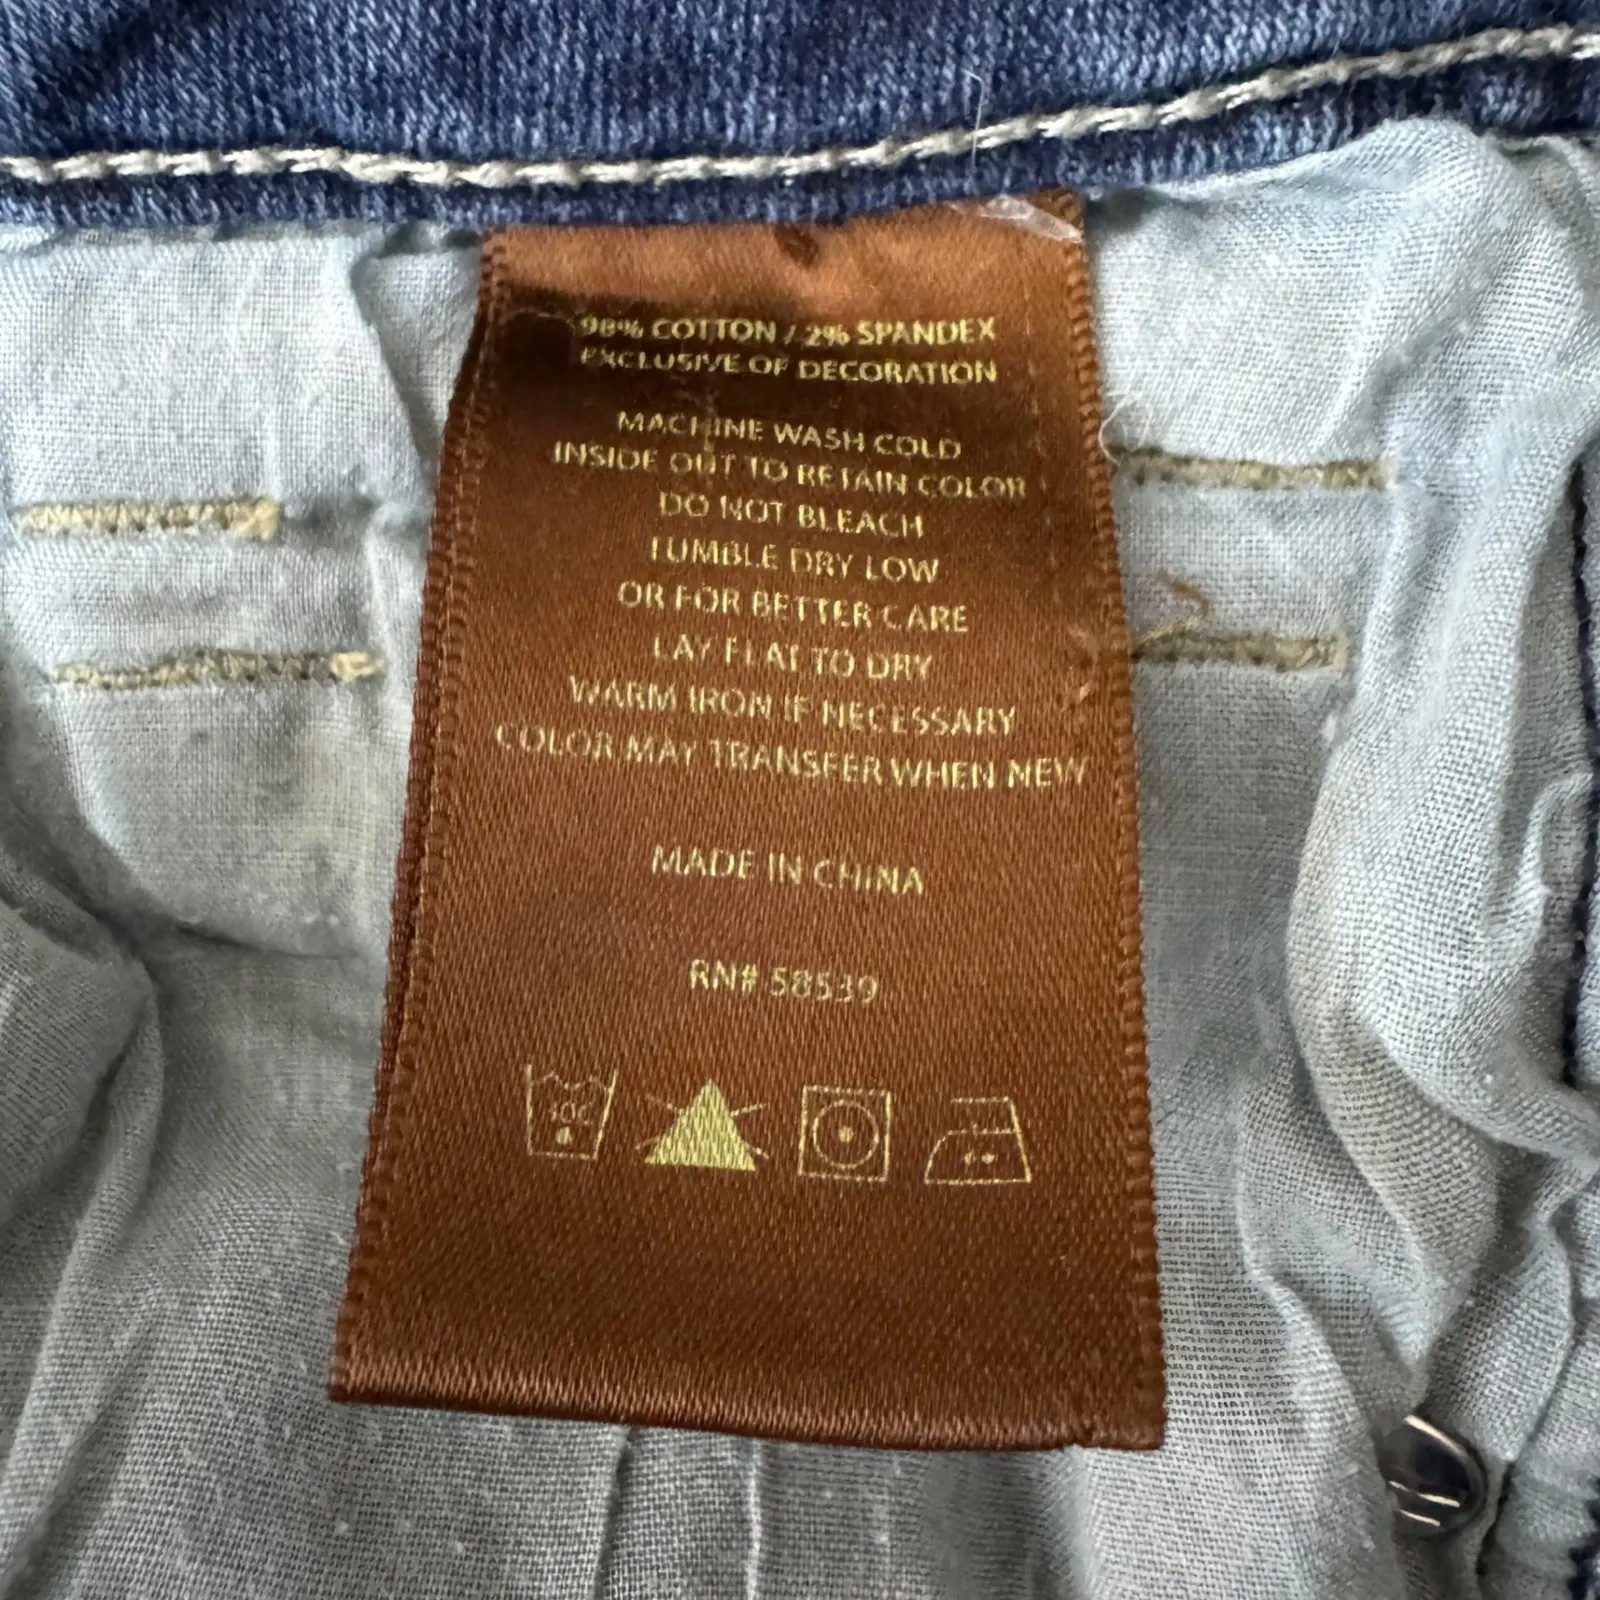 98% COTTON / 2% SPANDEX
EXCLUSIVE OF DECORATION
MACHINE WASH COLD
INSIDE OUT TO RETAIN COLOR
DO NOT BLEACH
TUMBLE DRY LOW
OR FOR BETTER CARE
LAY FLAT TO DRY
WARM IRON IF NECESSARY
COLOR MAY TRANSFER WHEN NEW
MADE IN CHINA
RN# 58539
30C